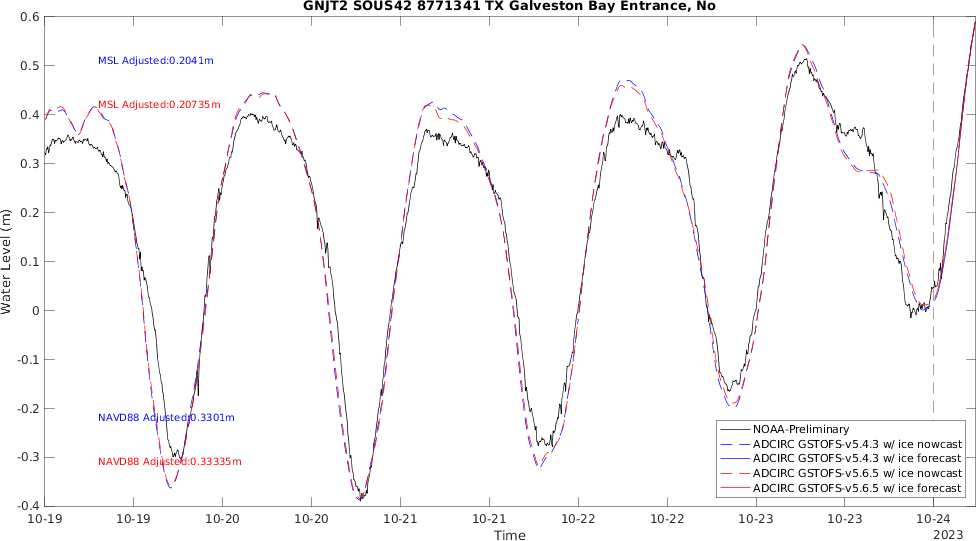 GNJT2 SOUS42 8771341 TX Galveston Bay Entrance, No
0.6
0.5
0.4
0.3
0.2
0.1
0
-0.1
-0.2
-0.3
-0.4
Water Level (m)
MSL Adjusted:0.2041m
MSL Adjusted:0.20735m
NAVD88 Adjusted:0.3301m
NAVD88 Adjusted:0.33335m
NOAA-Preliminary
ADCIRC GSTOFS-v5.4.3 w/ ice nowcast
ADCIRC GSTOFS-v5.4.3 w/ ice forecast
ADCIRC GSTOFS-v5.6.5 w/ ice nowcast
ADCIRC GSTOFS-v5.6.5 w/ ice forecast
10-19 10-19 10-20 10-20 10-21 10-21 10-22 10-22 10-23 10-23 10-24
Time
2023